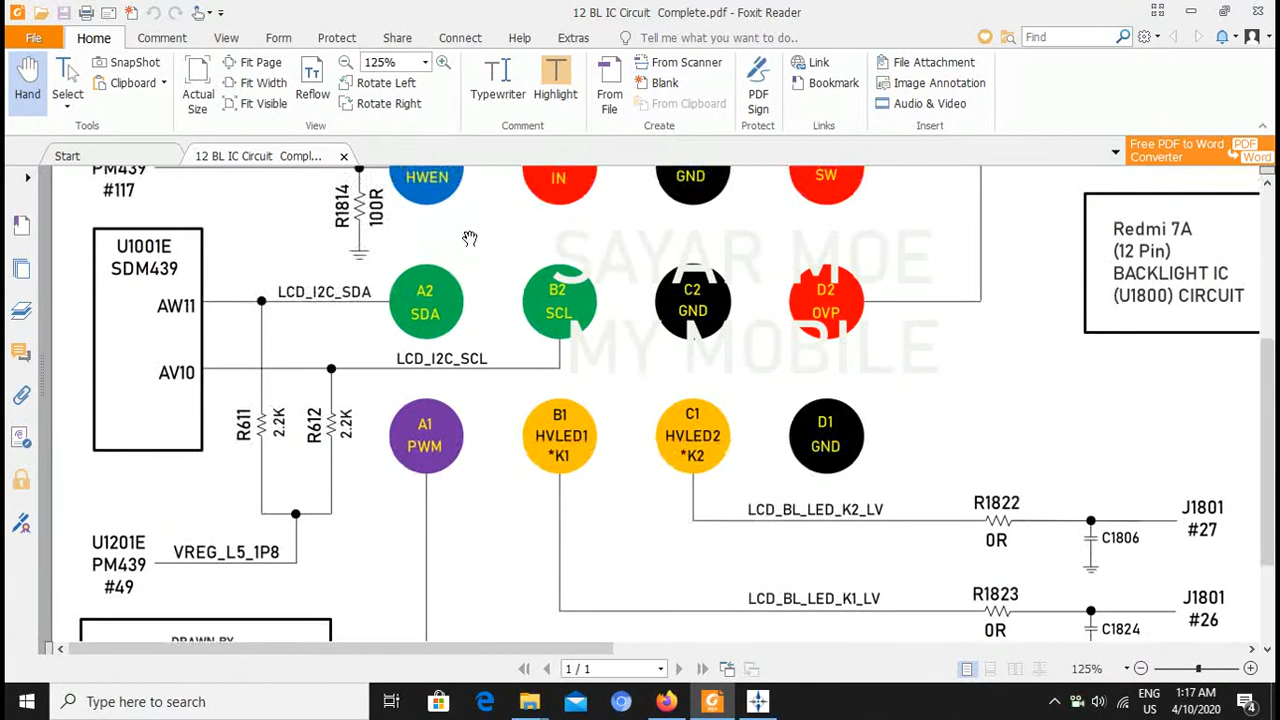 12 BL IC Circuit  Complete.pdf - Foxit Reader
File
Home
Comment
View
Form
Protect
Share
Connect
Help
Extras
Tell me what you want to do..
Find
Hand
Select
SnapShot
Clipboard
Tools
Actual
Size
Fit Page
Fit Width
Fit Visible
Reflow
125%
Rotate Left
Rotate Right
View
Typewriter
Highlight
Comment
From
File
From Scanner
Blank
From Clipboard
Create
PDF
Sign
Protect
Link
Bookmark
Links
File Attachment
Image Annotation
Audio & Video
Insert
Start
12 BL IC Circuit  Compl...
Free PDF to Word
Converter
PDF
Word
PM439
#117
R1814
100R
HWEN
IN
GND
SW
U1001E
SDM439
AW11
AV10
LCD_I2C_SDA
LCD_I2C_SCL
A2
SDA
B2
SCL
C2
GND
D2
OVP
SAYAR MOE
MY MOBILE
Redmi 7A
(12 Pin)
BACKLIGHT IC
(U1800) CIRCUIT
R611
2.2K
R612
2.2K
A1
PWM
B1
HVLED1
*K1
C1
HVLED2
*K2
D1
GND
U1201E
PM439
#49
VREG_L5_1P8
LCD_BL_LED_K2_LV
R1822
0R
C1806
J1801
#27
LCD_BL_LED_K1_LV
R1823
0R
C1824
J1801
#26
DRAWN BY
1 / 1
125%
Type here to search
ENG
US
1:17 AM
4/10/2020
4